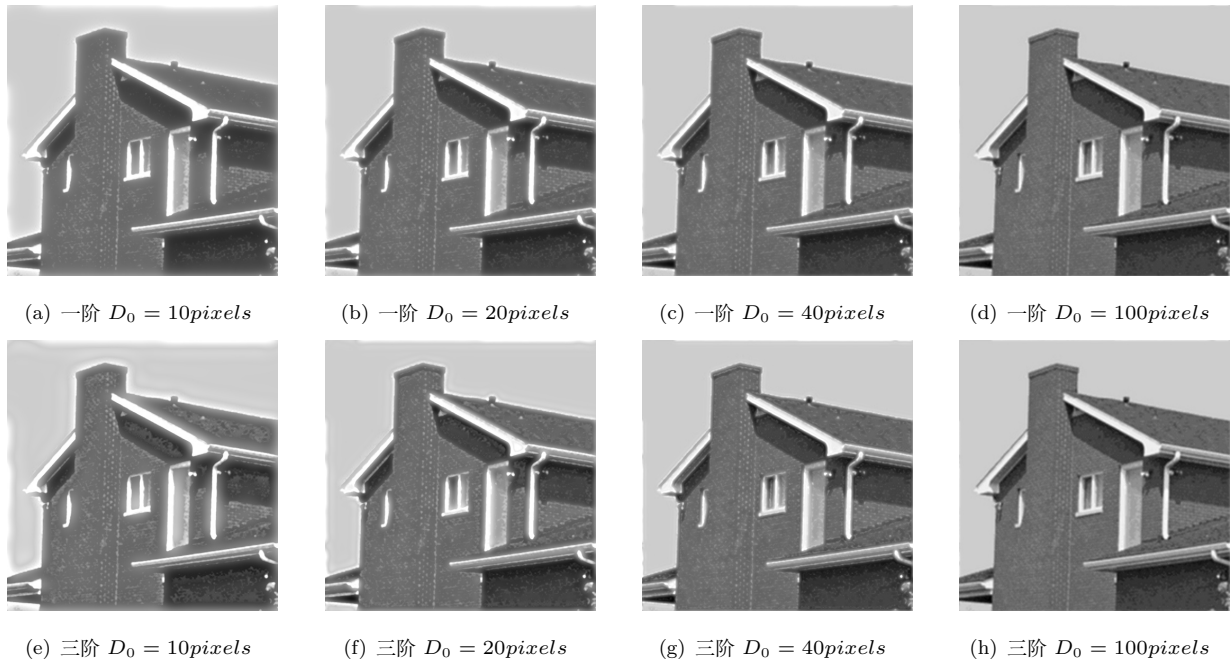 (a) 一阶 D₀ = 10pixels
(b) 一阶 D₀ = 20pixels
(c) 一阶 D₀ = 40pixels
(d) 一阶 D₀ = 100pixels
(e) 三阶 D₀ = 10pixels
(f) 三阶 D₀ = 20pixels
(g) 三阶 D₀ = 40pixels
(h) 三阶 D₀ = 100pixels